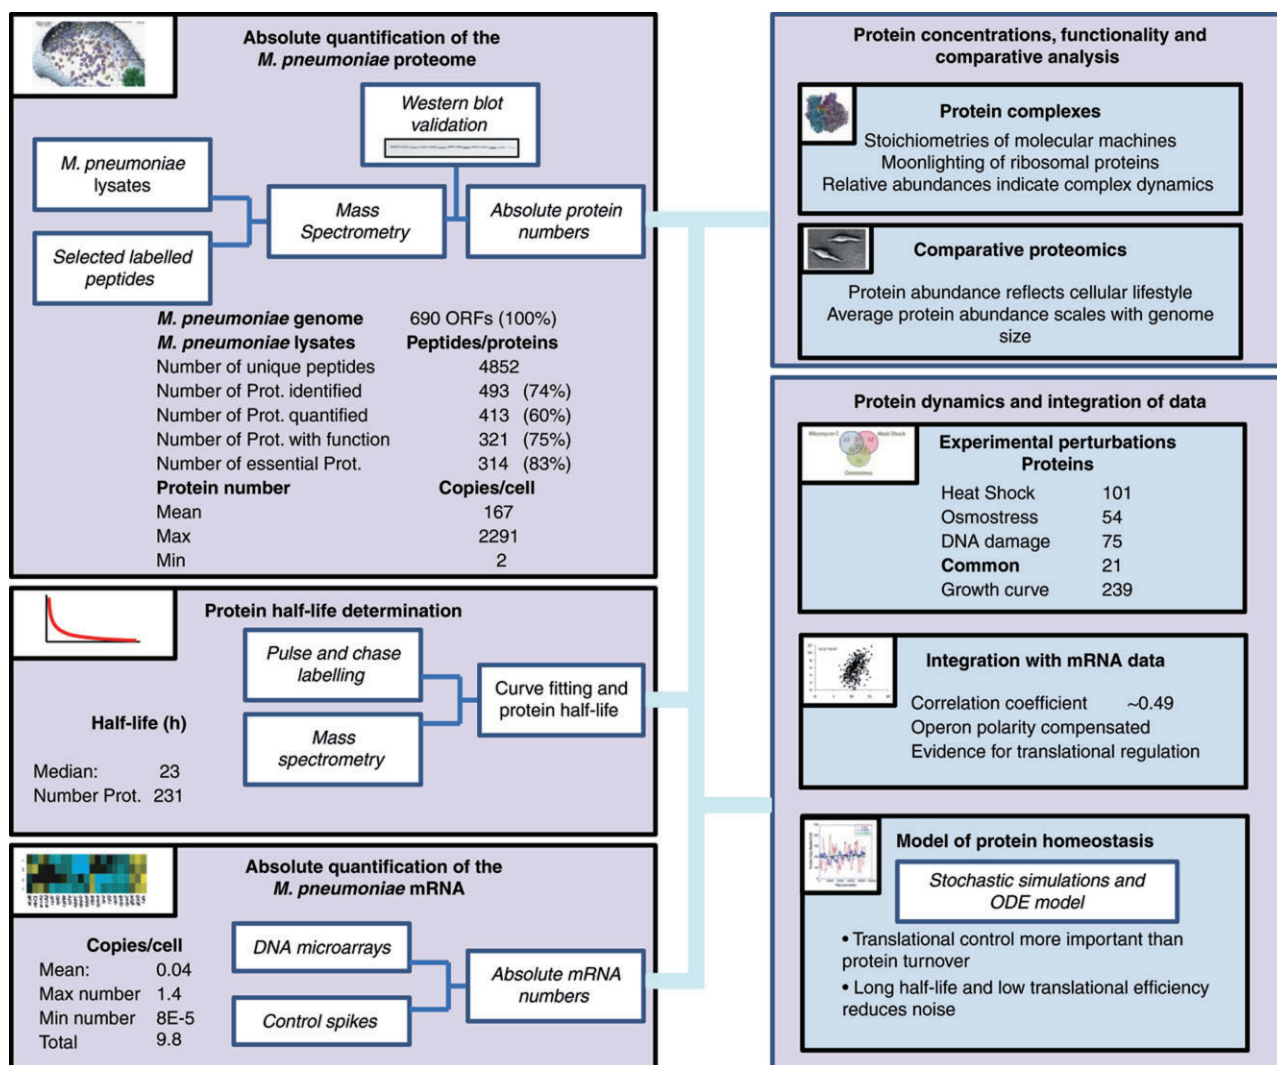 Absolute quantification of the
M. pneumoniae proteome
Western blot
validation
M. pneumoniae
lysates
Mass
Spectrometry
Absolute protein
numbers
Selected labelled
peptides
M. pneumoniae genome 690 ORFs (100%)
M. pneumoniae lysates Peptides/proteins
Number of unique peptides 4852
Number of Prot. identified 493 (74%)
Number of Prot. quantified 413 (60%)
Number of Prot. with function 321 (75%)
Number of essential Prot. 314 (83%)
Protein number Copies/cell
Mean 167
Max 2291
Min 2
Protein half-life determination
Pulse and chase
labelling
Curve fitting and
protein half-life
Mass
spectrometry
Half-life (h)
Median: 23
Number Prot. 231
Absolute quantification of the
M. pneumoniae mRNA
Copies/cell
Mean: 0.04
Max number 1.4
Min number 8E-5
Total 9.8
DNA microarrays
Absolute mRNA
numbers
Control spikes
Protein concentrations, functionality and
comparative analysis
Protein complexes
Stoichiometries of molecular machines
Moonlighting of ribosomal proteins
Relative abundances indicate complex dynamics
Comparative proteomics
Protein abundance reflects cellular lifestyle
Average protein abundance scales with genome
size
Protein dynamics and integration of data
Mitomycin C Heat Shock
Osmostress
Experimental perturbations
Proteins
Heat Shock 101
Osmostress 54
DNA damage 75
Common 21
Growth curve 239
Integration with mRNA data
Correlation coefficient ~0.49
Operon polarity compensated
Evidence for translational regulation
Model of protein homeostasis
Stochastic simulations and
ODE model
• Translational control more important than
protein turnover
• Long half-life and low translational efficiency
reduces noise